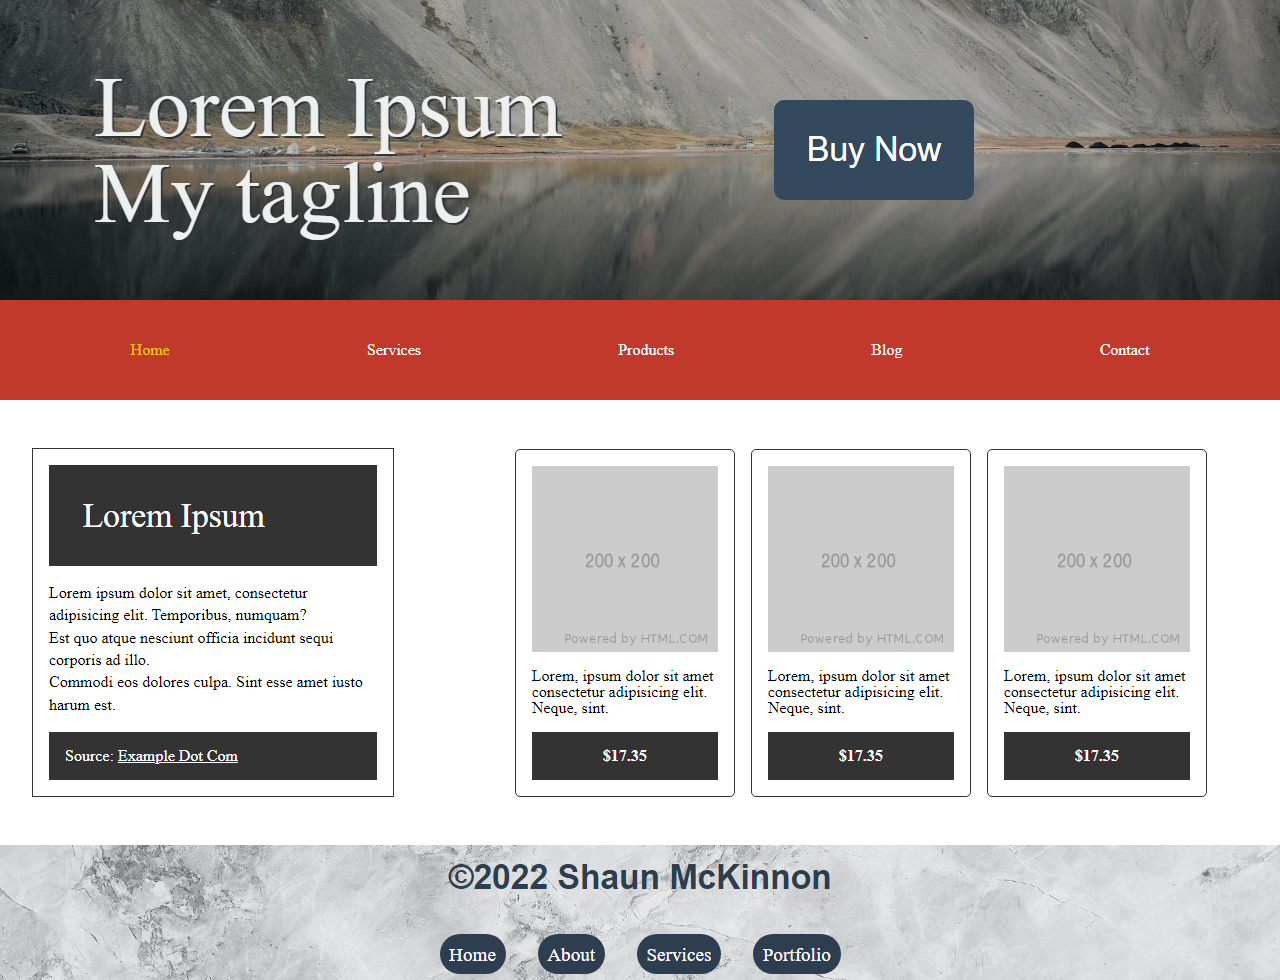 Lorem Ipsum
My tagline
Buy Now
Home Services Products Blog Contact
Lorem Ipsum
Lorem ipsum dolor sit amet, consectetur
adipisicing elit. Temporibus, numquam?
Est quo atque nesciunt officia incidunt sequi
corporis ad illo.
Commodi eos dolores culpa. Sint esse amet iusto
harum est.
Source: Example Dot Com
200 x 200
Powered by HTML.COM
Lorem, ipsum dolor sit amet
consectetur adipisicing elit.
Neque, sint.
$17.35
200 x 200
Powered by HTML.COM
Lorem, ipsum dolor sit amet
consectetur adipisicing elit.
Neque, sint.
$17.35
200 x 200
Powered by HTML.COM
Lorem, ipsum dolor sit amet
consectetur adipisicing elit.
Neque, sint.
$17.35
©2022 Shaun McKinnon
Home About Services Portfolio